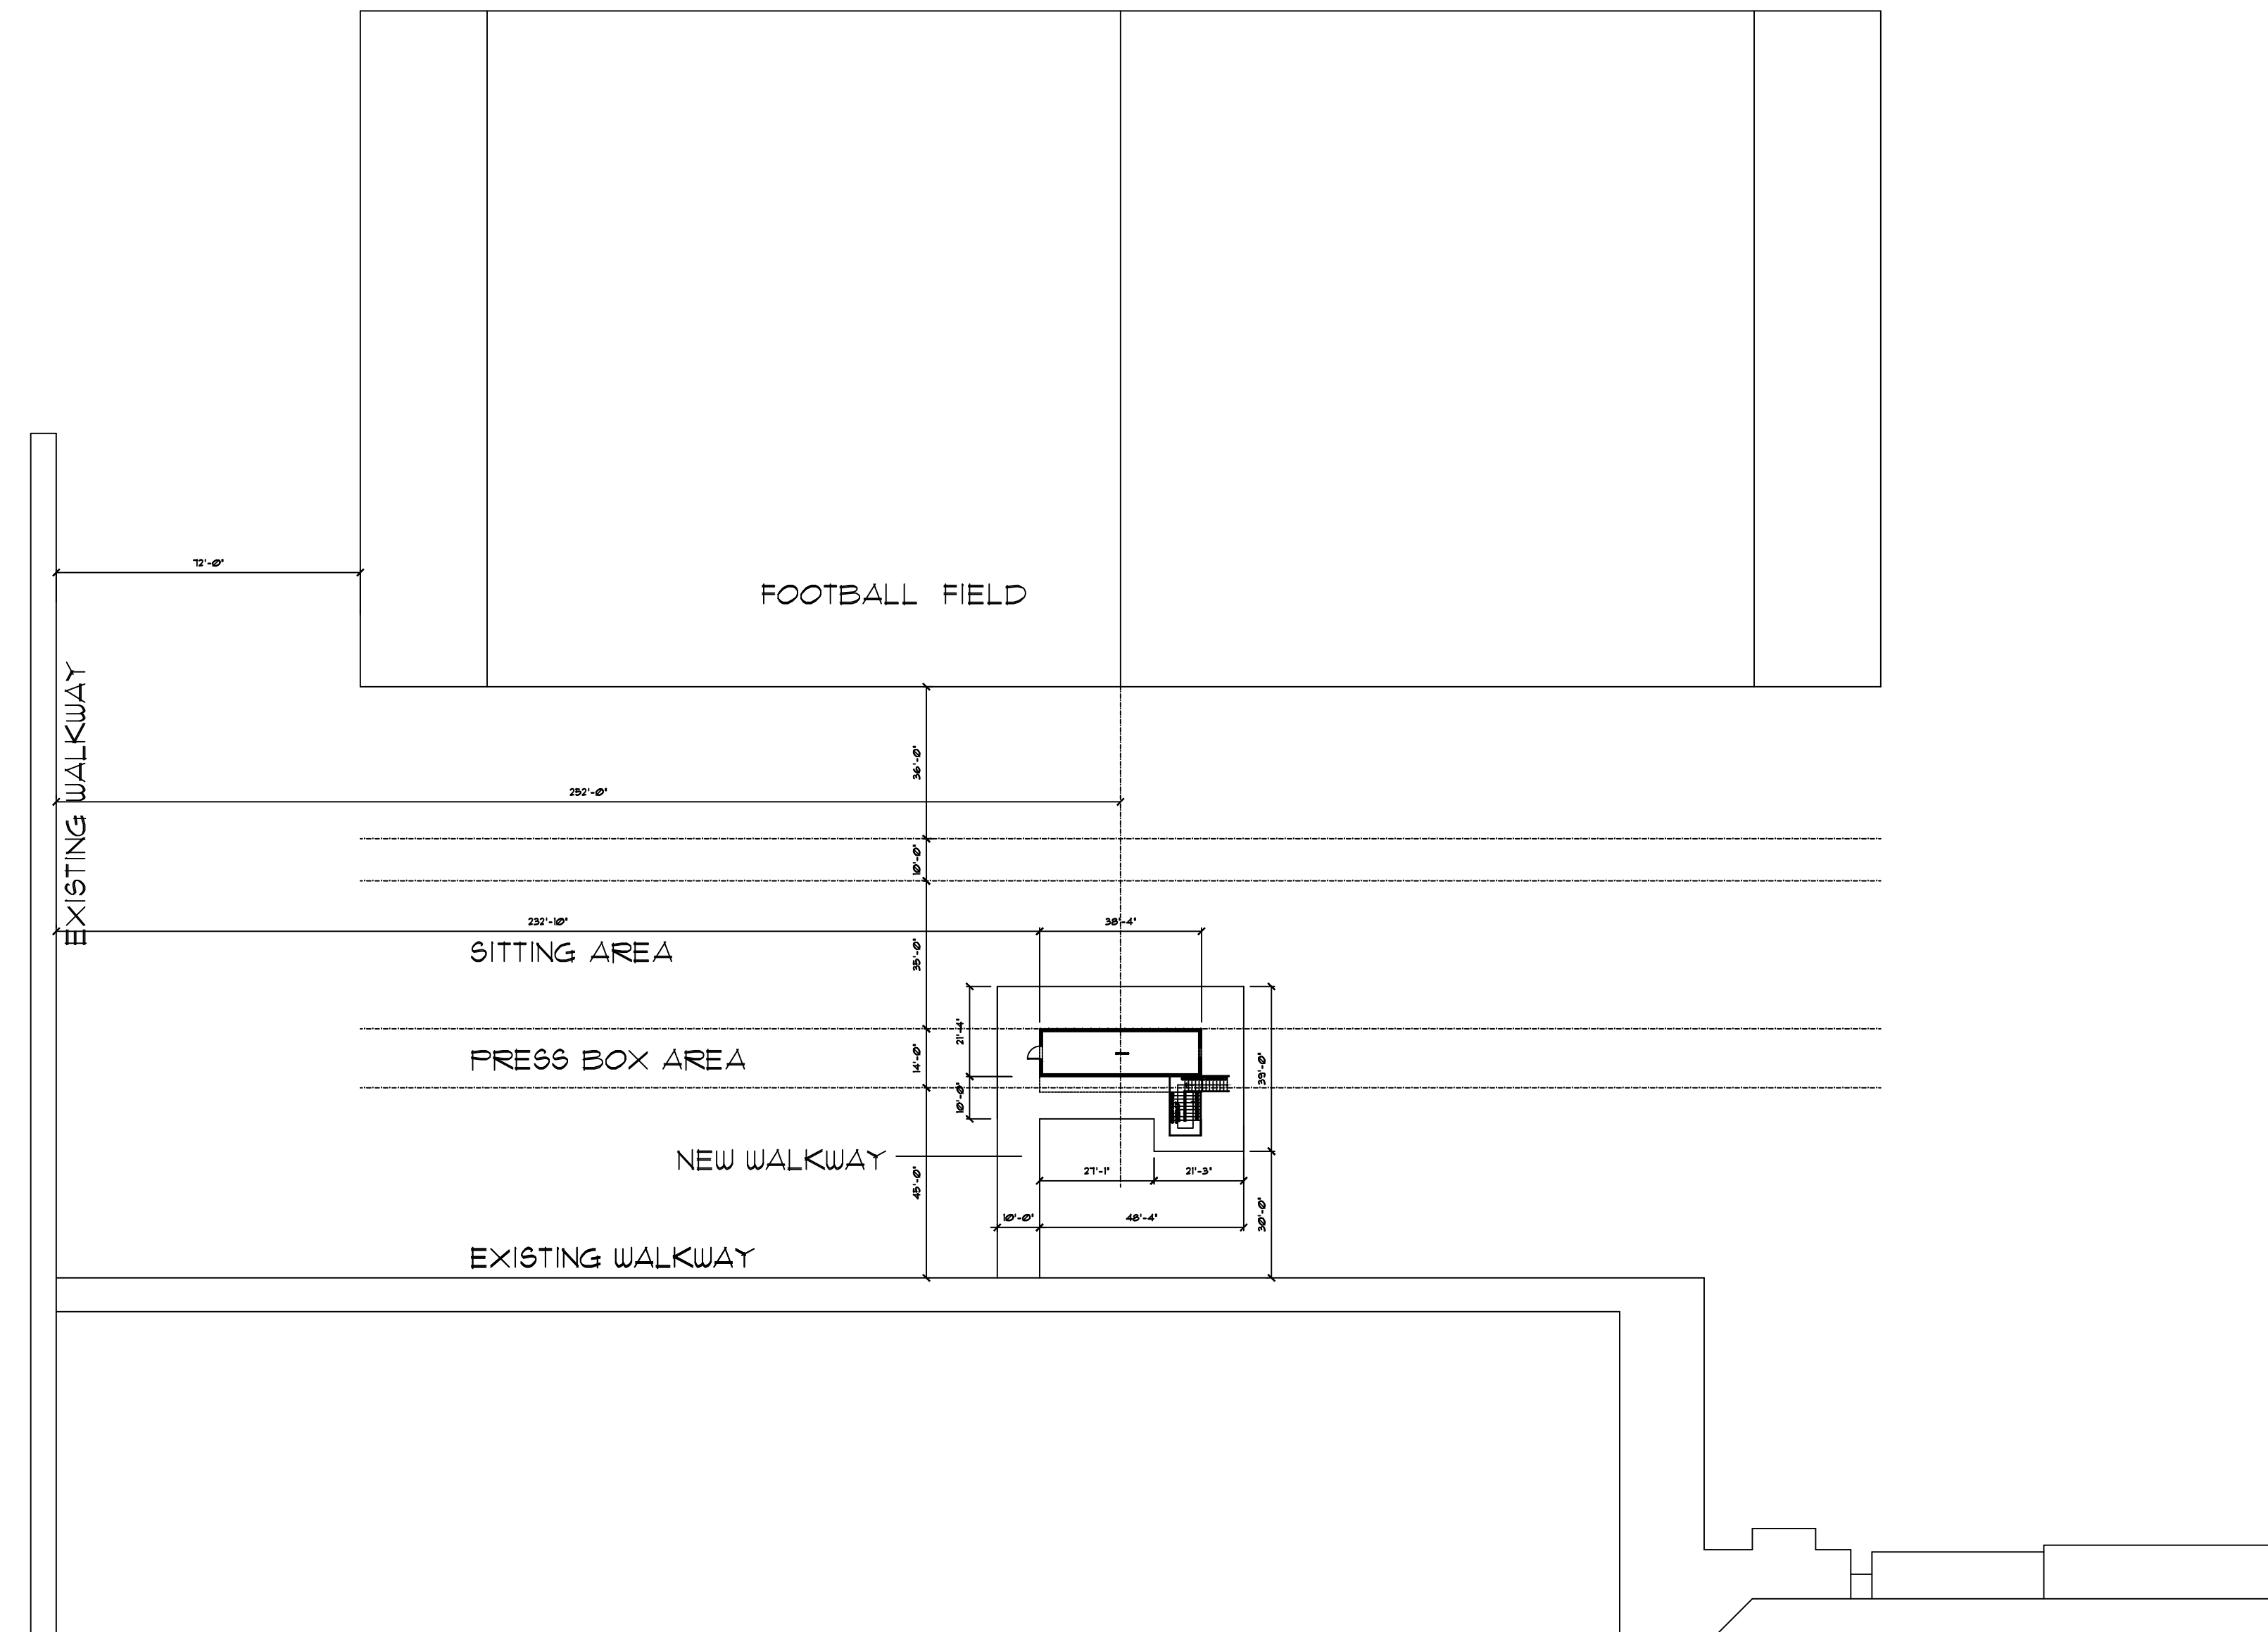 72'-0"
FOOTBALL FIELD
EXISTING WALKWAY
36'-0"
252'-0"
10'-0"
232'-10"
38'-4"
SITTING AREA
35'-0"
21'-4"
PRESS BOX AREA
14'-0"
39'-0"
10'-0"
NEW WALKWAY
27'-1"
21'-3"
45'-0"
10'-0"
48'-4"
30'-0"
EXISTING WALKWAY